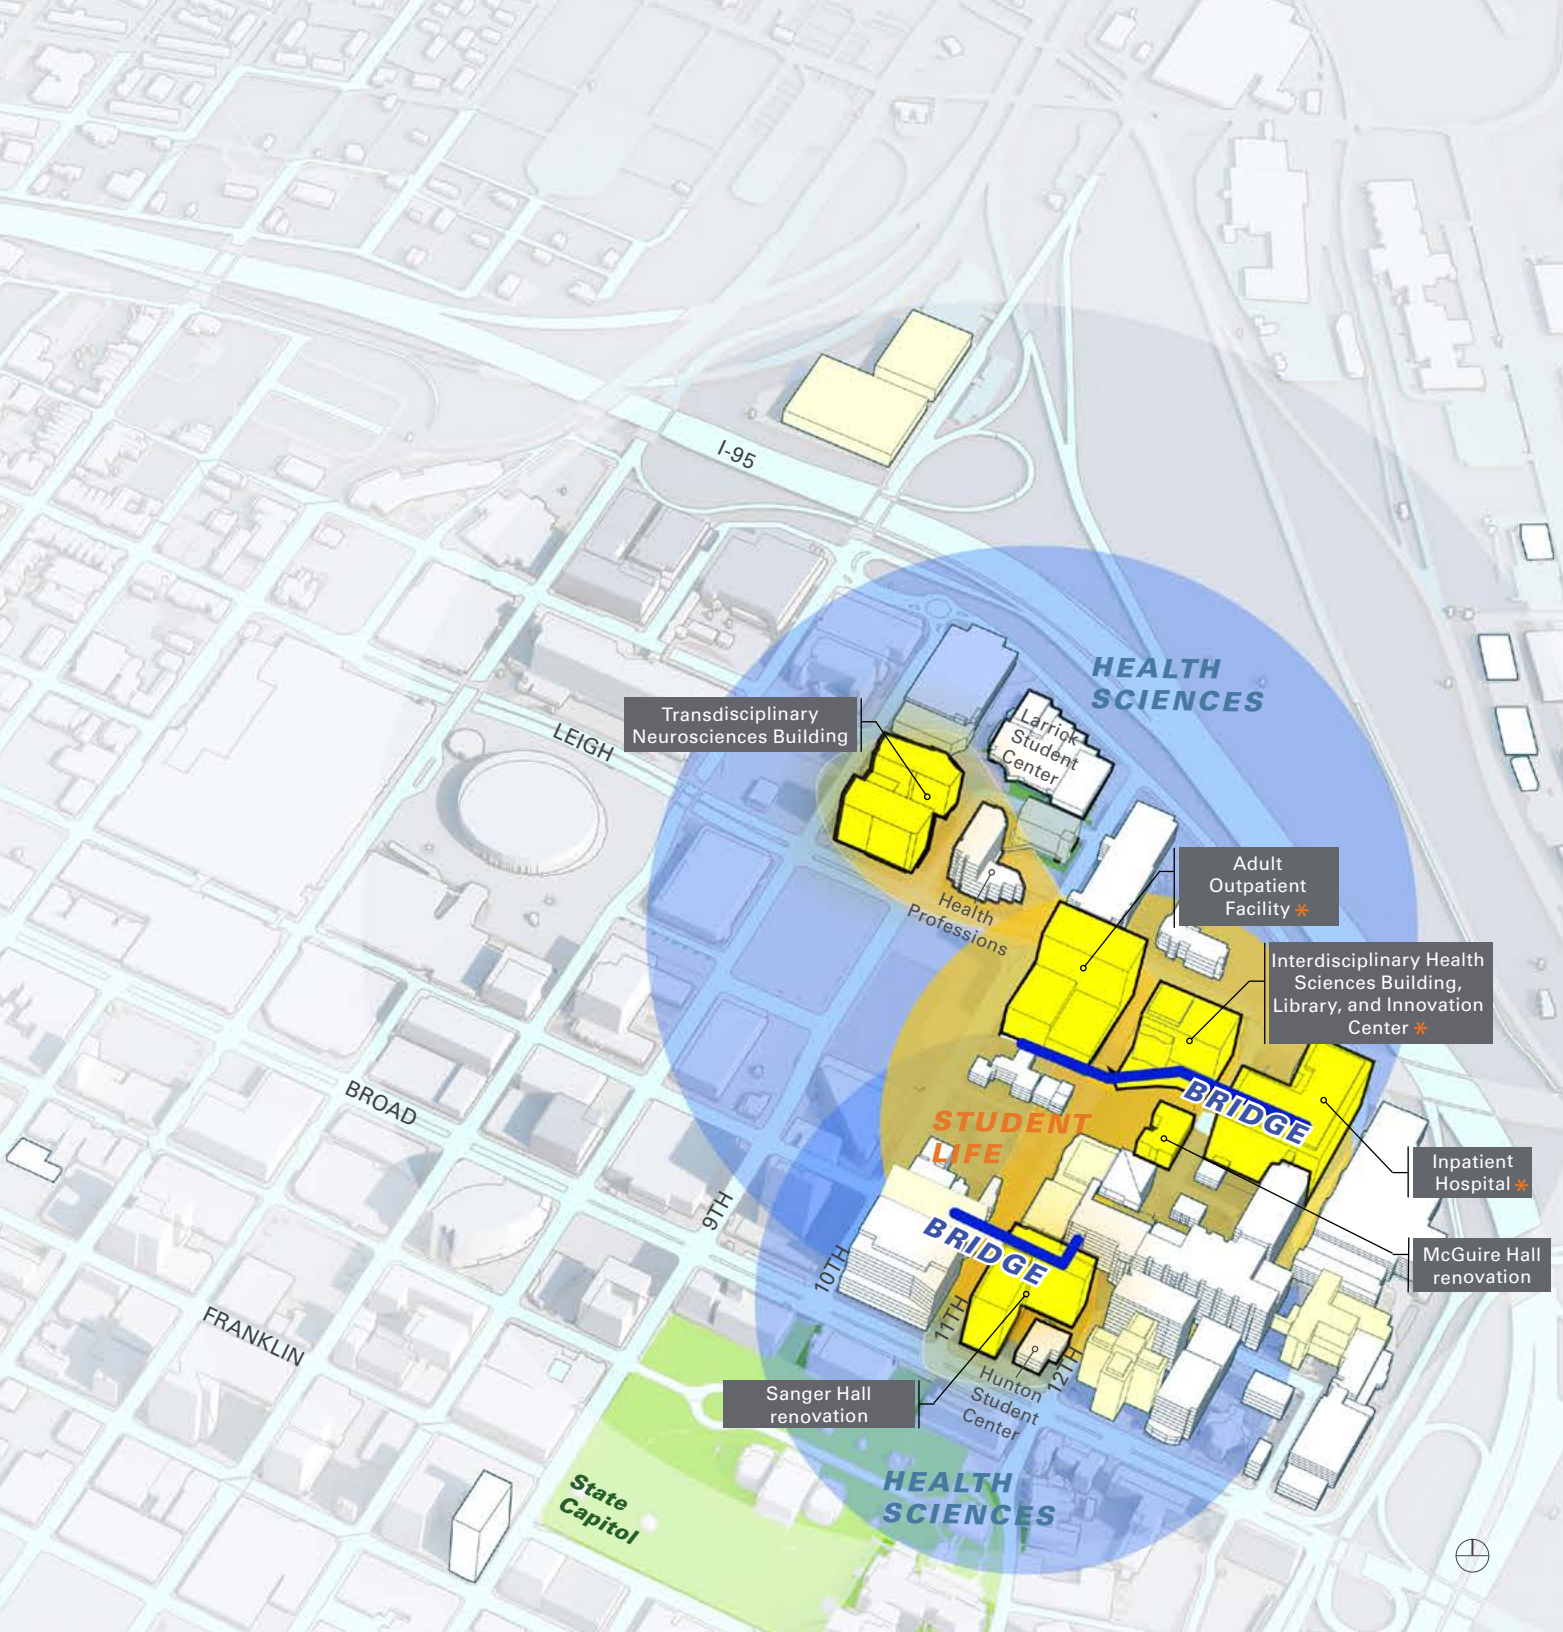 I-95
HEALTH
SCIENCES
Transdisciplinary
Neurosciences Building
LEIGH
Larrick
Student
Center
Adult
Outpatient
Facility *
Health
Professions
Interdisciplinary Health
Sciences Building,
Library, and Innovation
Center *
BROAD
BRIDGE
STUDENT
LIFE
Inpatient
Hospital *
9TH
BRIDGE
McGuire Hall
renovation
10TH
11TH
FRANKLIN
12TH
Sanger Hall
renovation
Hunton
Student
Center
State
Capitol
HEALTH
SCIENCES